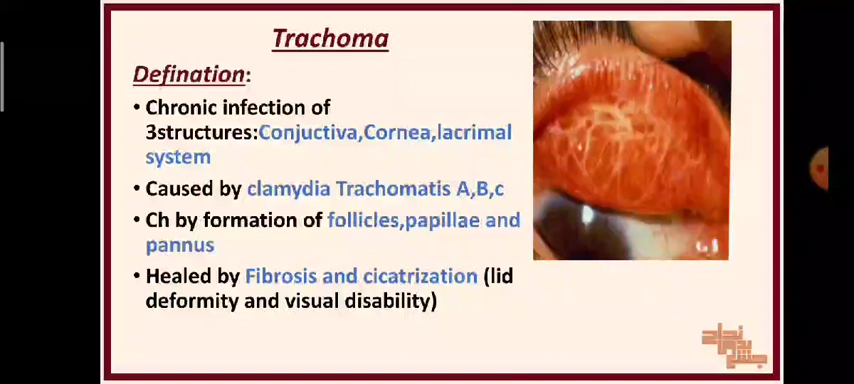 Trachoma
Defination:
• Chronic infection of
3structures:Conjuctiva,Cornea,lacrimal
system
• Caused by clamydia Trachomatis A,B,c
• Ch by formation of follicles,papillae and
pannus
• Healed by Fibrosis and cicatrization (lid
deformity and visual disability)